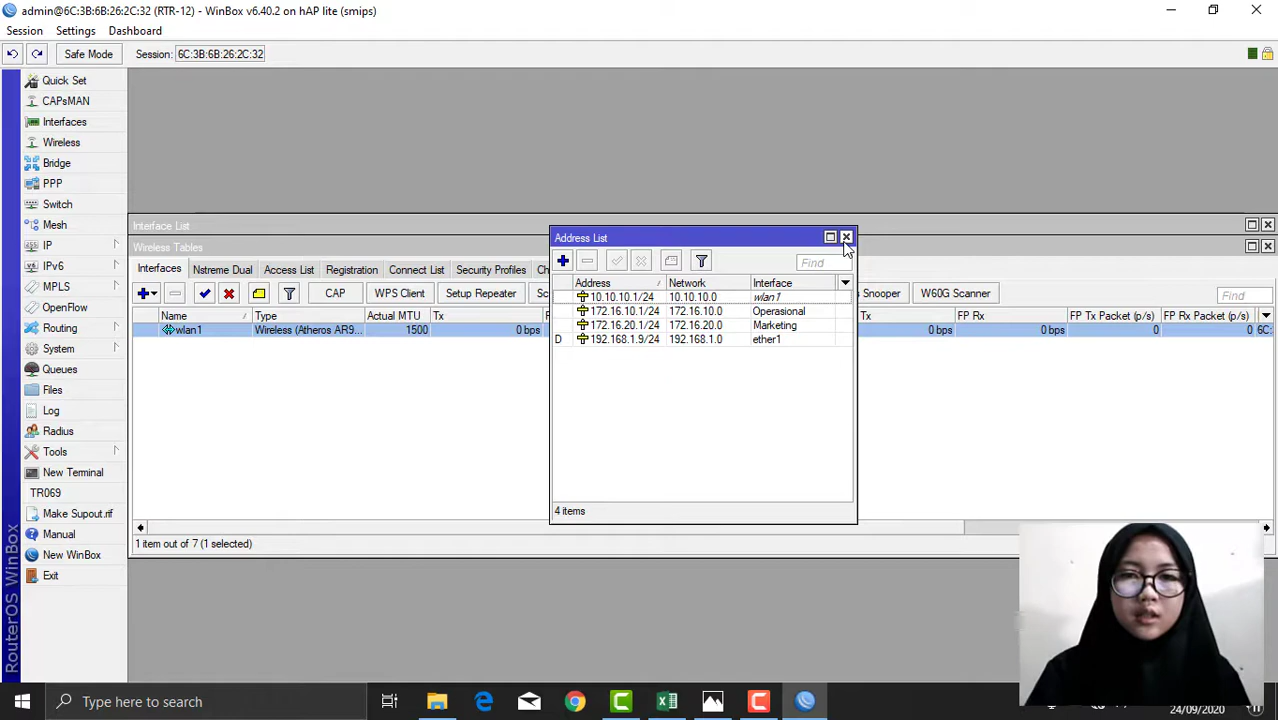 admin@6C:3B:6B:26:2C:32 (RTR-12) - WinBox v6.40.2 on hAP lite (smips)
Session Settings Dashboard
Safe Mode Session: 6C:3B:6B:26:2C:32
Quick Set
CAPsMAN
Interfaces
Wireless
Bridge
PPP
Switch
Mesh
IP
IPv6
MPLS
OpenFlow
Routing
System
Queues
Files
Log
Radius
Tools
New Terminal
TR069
Make Supout.rif
Manual
New WinBox
Exit
RouterOS WinBox
Interface List
Wireless Tables
Interfaces Nstreme Dual Access List Registration Connect List Security Profiles
CAP WPS Client Setup Repeater Snooper W60G Scanner Find
Name Type Actual MTU Tx FP Rx FP Tx Packet (p/s) FP Rx Packet (p/s)
wlan1 Wireless (Atheros AR9... 1500 0 bps 0 bps 0 bps 0 0 6C:
1 item out of 7 (1 selected)
Address List
Find
Address Network Interface
10.10.10.1/24 10.10.10.0 wlan1
172.16.10.1/24 172.16.10.0 Operasional
172.16.20.1/24 172.16.20.0 Marketing
D 192.168.1.9/24 192.168.1.0 ether1
4 items
Type here to search
24/09/2020